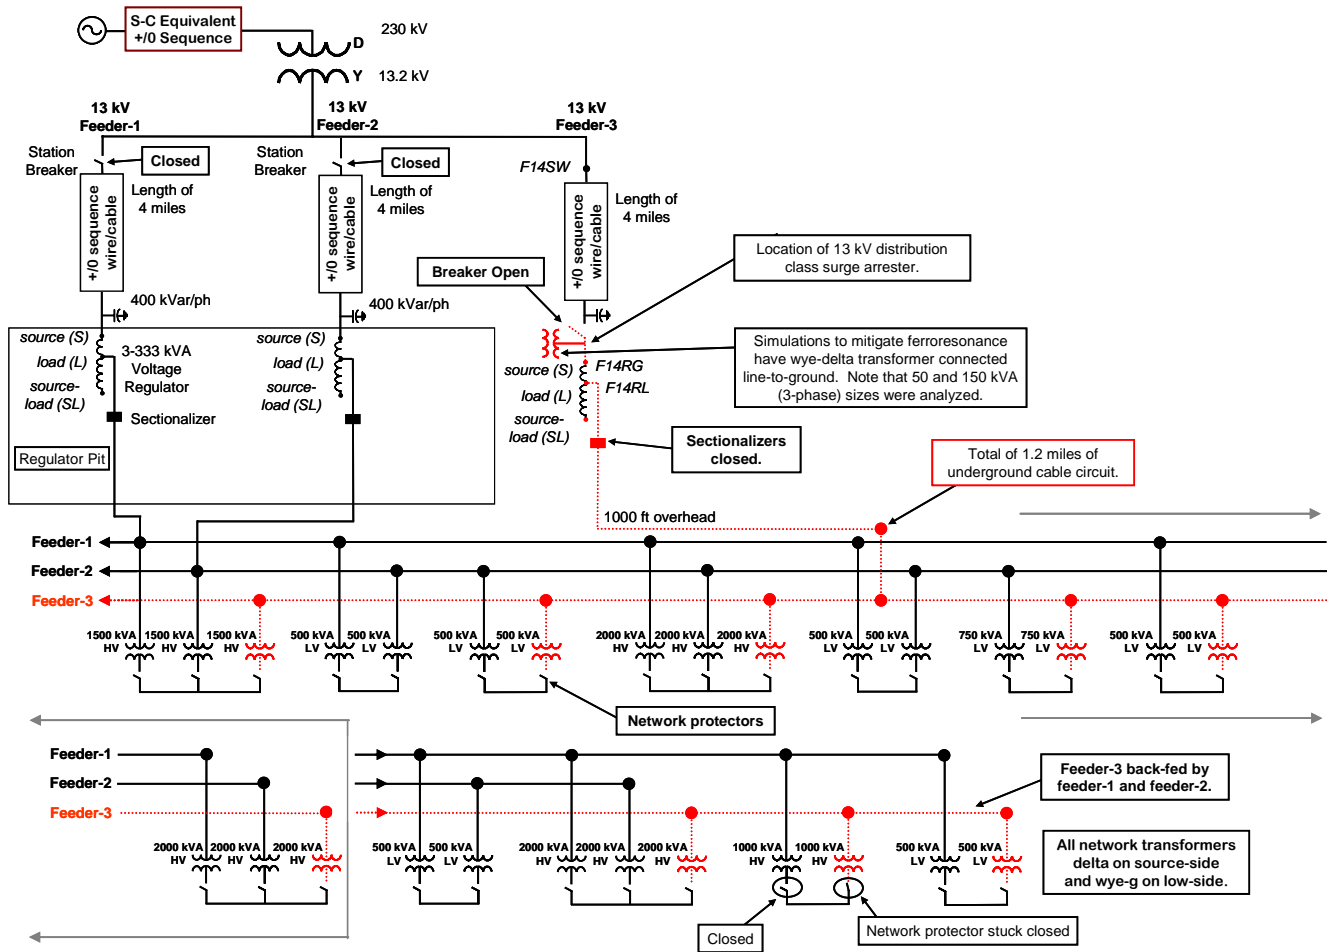 S-C Equivalent
+/0 Sequence
D
230 kV
Y
13.2 kV
13 kV
Feeder-1
13 kV
Feeder-2
13 kV
Feeder-3
Station
Breaker
Closed
Station
Breaker
Closed
F14SW
+/0 sequence
wire/cable
Length of
4 miles
+/0 sequence
wire/cable
Length of
4 miles
+/0 sequence
wire/cable
Length of
4 miles
Location of 13 kV distribution
class surge arrester.
Breaker Open
400 kVar/ph
400 kVar/ph
source (S)
load (L)
source-
load (SL)
3-333 kVA
Voltage
Regulator
Sectionalizer
source (S)
load (L)
source-
load (SL)
source (S)
load (L)
source-
load (SL)
F14RG
F14RL
Simulations to mitigate ferroresonance
have wye-delta transformer connected
line-to-ground.  Note that 50 and 150 kVA
(3-phase) sizes were analyzed.
Regulator Pit
Sectionalizers
closed.
Total of 1.2 miles of
underground cable circuit.
1000 ft overhead
Feeder-1
Feeder-2
Feeder-3
1500 kVA
HV
1500 kVA
HV
1500 kVA
HV
500 kVA
LV
500 kVA
LV
500 kVA
LV
500 kVA
LV
2000 kVA
HV
2000 kVA
HV
2000 kVA
HV
500 kVA
LV
500 kVA
LV
750 kVA
LV
750 kVA
LV
500 kVA
LV
500 kVA
LV
Network protectors
Feeder-1
Feeder-2
Feeder-3
Feeder-3 back-fed by
feeder-1 and feeder-2.
2000 kVA
HV
2000 kVA
HV
2000 kVA
HV
500 kVA
LV
500 kVA
LV
2000 kVA
HV
2000 kVA
HV
2000 kVA
HV
1000 kVA
HV
1000 kVA
HV
500 kVA
LV
500 kVA
LV
All network transformers
delta on source-side
and wye-g on low-side.
Closed
Network protector stuck closed